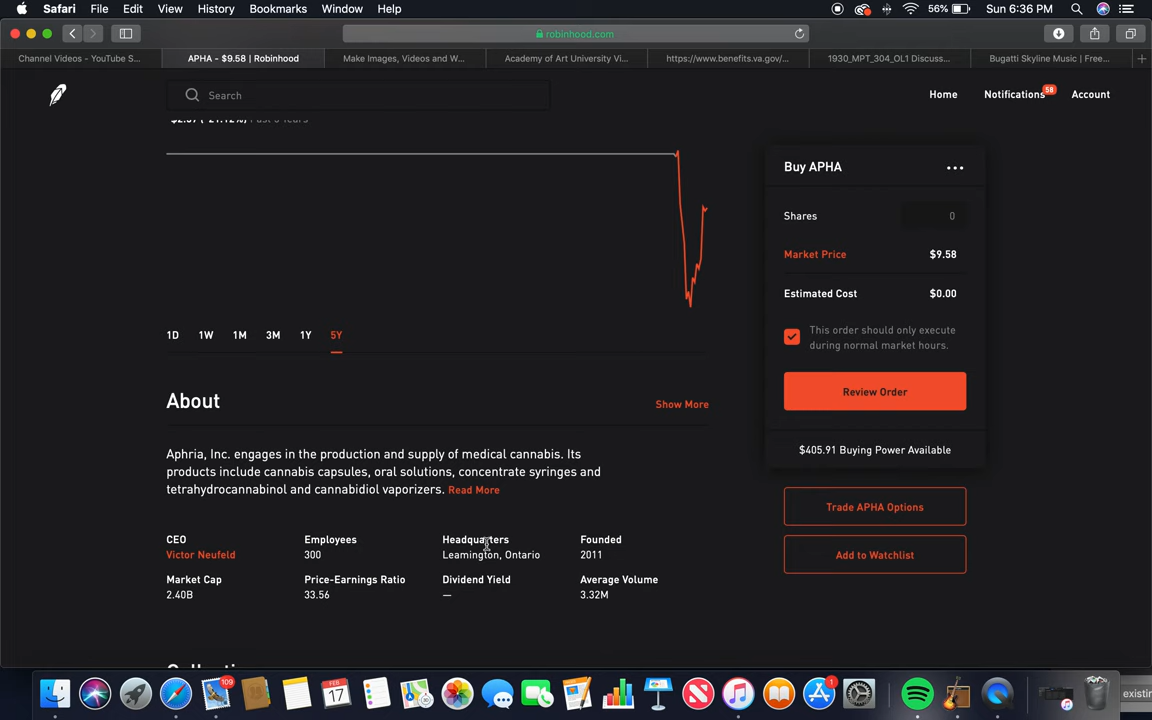 Safari File Edit View History Bookmarks Window Help 56% Sun 6:36 PM
robinhood.com
Channel Videos - YouTube S... APHA - $9.58 | Robinhood Make Images, Videos and W... Academy of Art University Vi... https://www.benefits.va.gov/... 1930_MPT_304_OL1 Discuss... Bugatti Skyline Music | Free...
Search
Home Notifications 58 Account
Buy APHA
Shares 0
Market Price $9.58
Estimated Cost $0.00
This order should only execute
during normal market hours.
Review Order
$405.91 Buying Power Available
Trade APHA Options
Add to Watchlist
1D 1W 1M 3M 1Y 5Y
About Show More
Aphria, Inc. engages in the production and supply of medical cannabis. Its
products include cannabis capsules, oral solutions, concentrate syringes and
tetrahydrocannabinol and cannabidiol vaporizers. Read More
CEO Employees Headquarters Founded
Victor Neufeld 300 Leamington, Ontario 2011
Market Cap Price-Earnings Ratio Dividend Yield Average Volume
2.40B 33.56 — 3.32M
109 FEB 17 1 existin